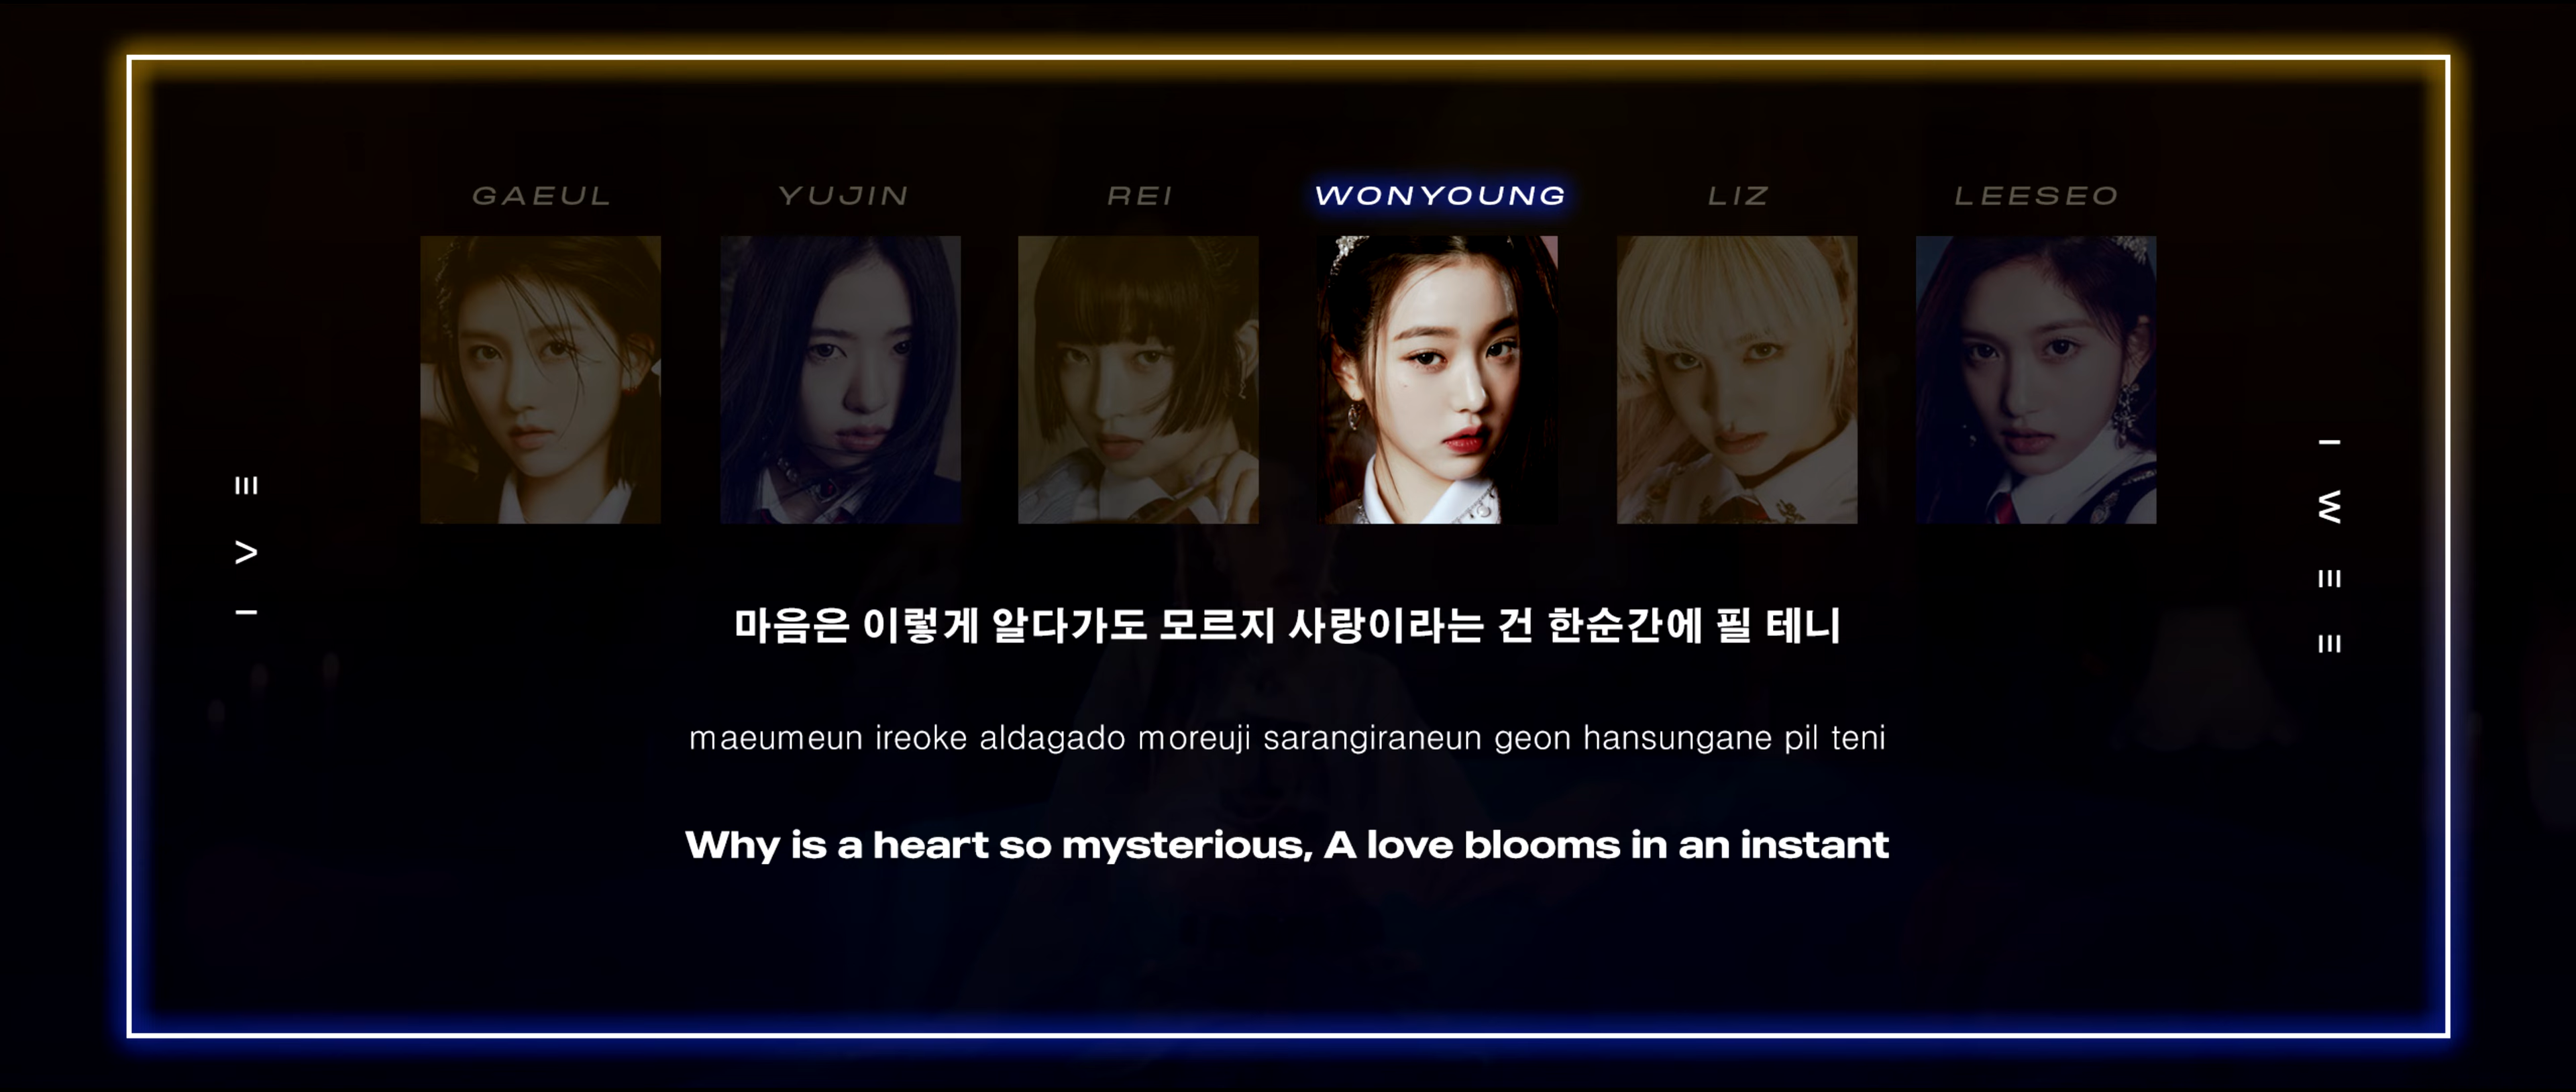 GAEUL YUJIN REI WONYOUNG LIZ LEESEO
IVE
I WEE
마음은 이렇게 알다가도 모르지 사랑이라는 건 한순간에 필 테니
maeumeun ireoke aldagado moreuji sarangiraneun geon hansungane pil teni
Why is a heart so mysterious, A love blooms in an instant